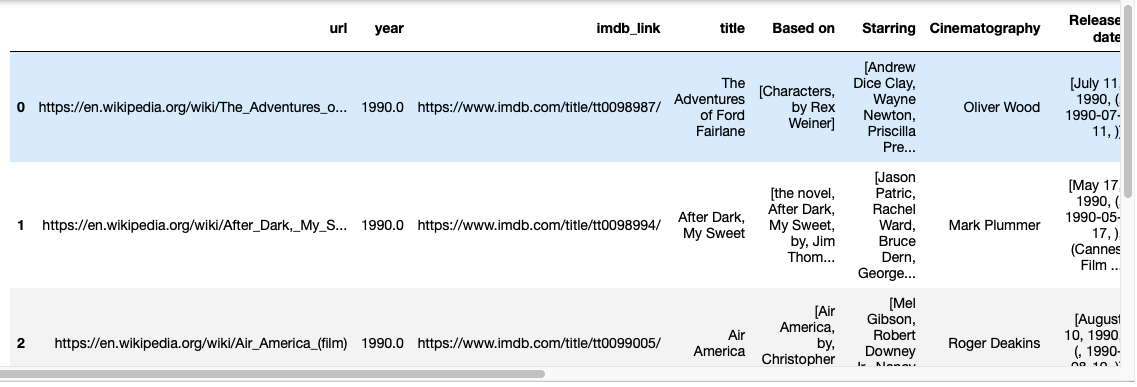 url year imdb_link title Based on Starring Cinematography Release date
0 https://en.wikipedia.org/wiki/The_Adventures_o... 1990.0 https://www.imdb.com/title/tt0098987/ The Adventures of Ford Fairlane [Characters, by Rex Weiner] [Andrew Dice Clay, Wayne Newton, Priscilla Pre... Oliver Wood [July 11, 1990, ( 1990-07- 11, )
1 https://en.wikipedia.org/wiki/After_Dark,_My_S... 1990.0 https://www.imdb.com/title/tt0098994/ After Dark, My Sweet [the novel, After Dark, My Sweet, by, Jim Thom... [Jason Patric, Rachel Ward, Bruce Dern, George... Mark Plummer [May 17, 1990, ( 1990-05- 17, ) (Cannes Film ...
2 https://en.wikipedia.org/wiki/Air_America_(film) 1990.0 https://www.imdb.com/title/tt0099005/ Air America [Air America, by, Christopher [Mel Gibson, Robert Downey Roger Deakins [August 10, 1990, (, 1990-